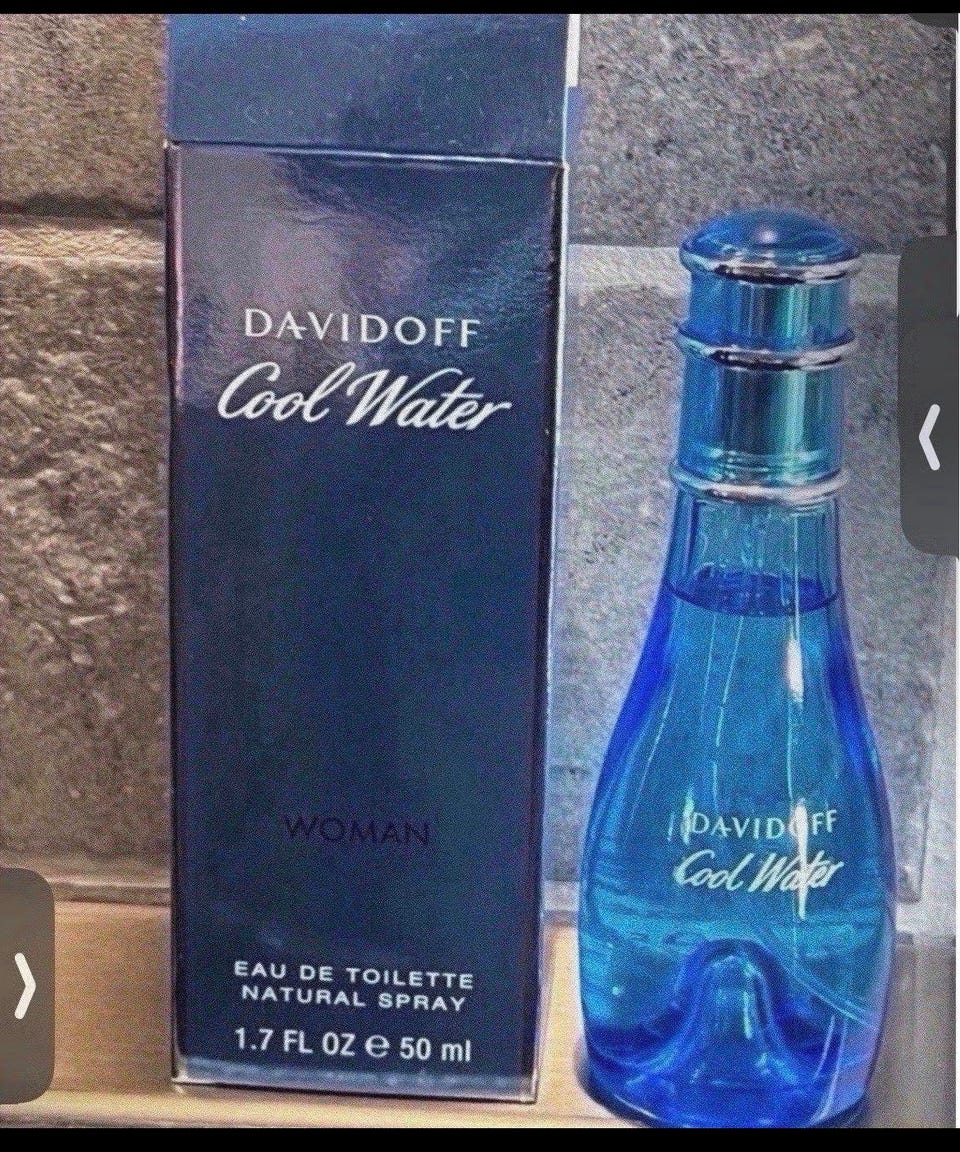 DAVIDOFF
Cool Water
WOMAN
EAU DE TOILETTE
NATURAL SPRAY
1.7 FL OZ ℮ 50 ml
DAVIDOFF
Cool Water